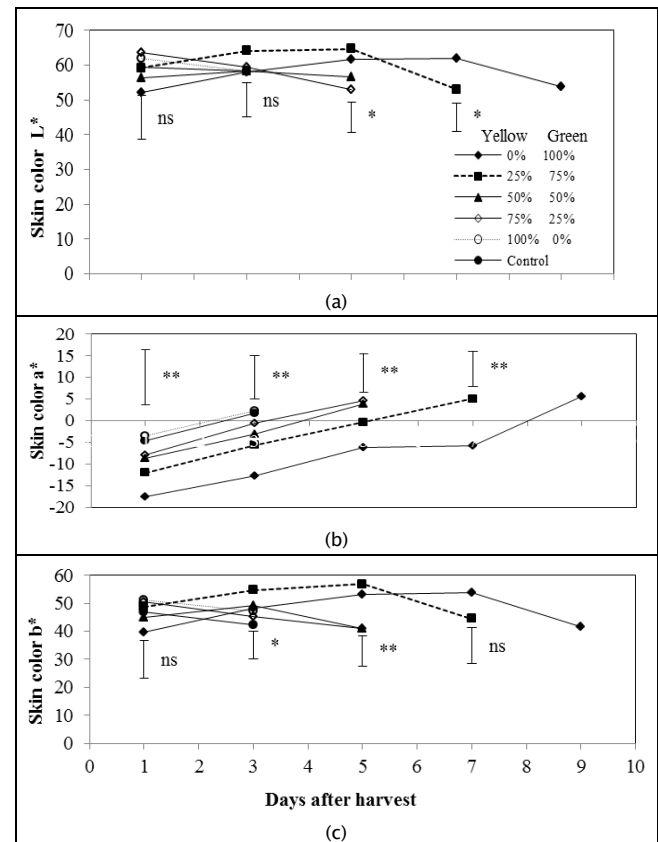 70
60
50
40
30
20
10
0
Skin color L*
ns
ns
*
*
Yellow Green
0% 100%
25% 75%
50% 50%
75% 25%
100% 0%
Control
(a)
20
15
10
5
0
-5
-10
-15
-20
Skin color a*
**
**
**
**
(b)
60
50
40
30
20
10
0
Skin color b*
ns
*
**
ns
0 1 2 3 4 5 6 7 8 9 10
Days after harvest
(c)